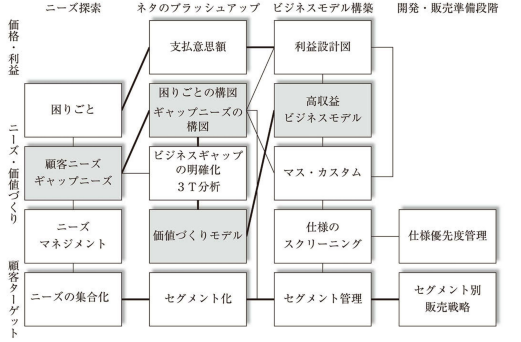 ニーズ探索
ネタのブラッシュアップ
ビジネスモデル構築
開発・販売準備段階
価格・利益
支払意思額
利益設計図
ニーズ・価値づくり
困りごと
困りごとの構図
ギャップニーズの
構図
高収益
ビジネスモデル
顧客ニーズ
ギャップニーズ
ビジネスギャップ
の明確化
3T分析
マス・カスタム
ニーズ
マネジメント
価値づくりモデル
仕様の
スクリーニング
仕様優先度管理
顧客ターゲット
ニーズの集合化
セグメント化
セグメント管理
セグメント別
販売戦略